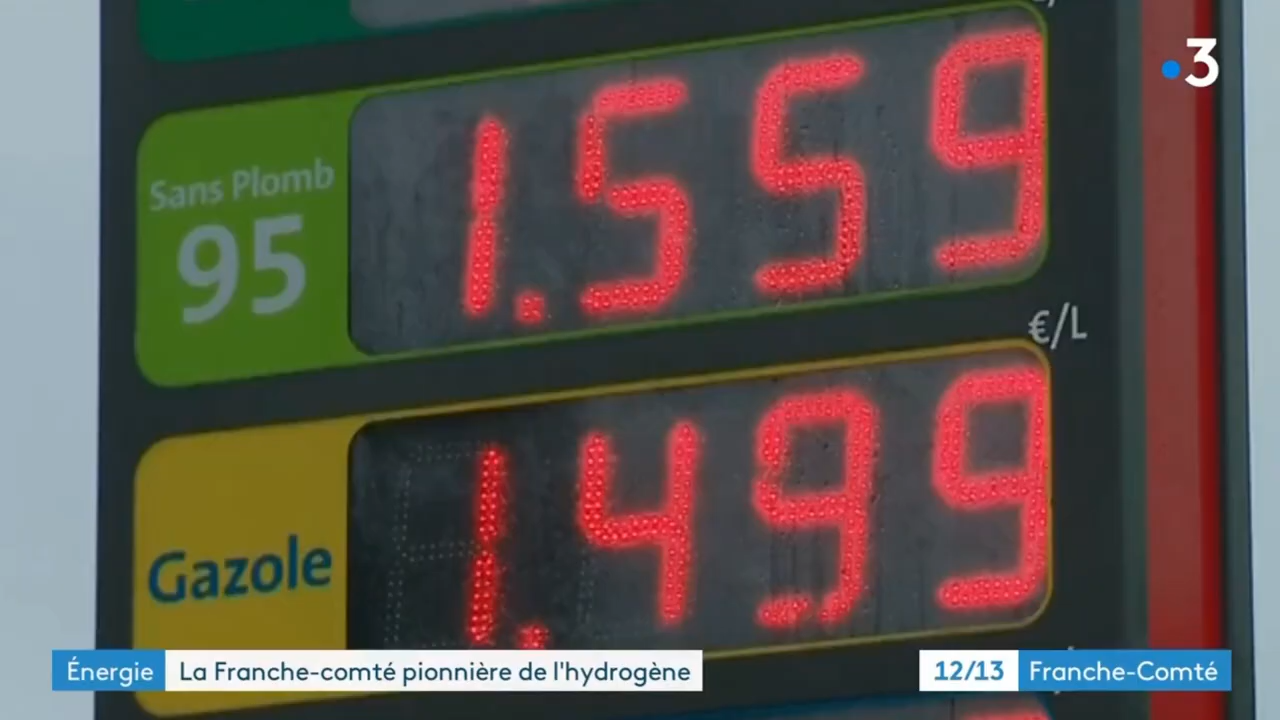 3
Sans Plomb
95
1.559
€/L
Gazole
1.499
Énergie
La Franche-comté pionnière de l'hydrogène
12/13
Franche-Comté